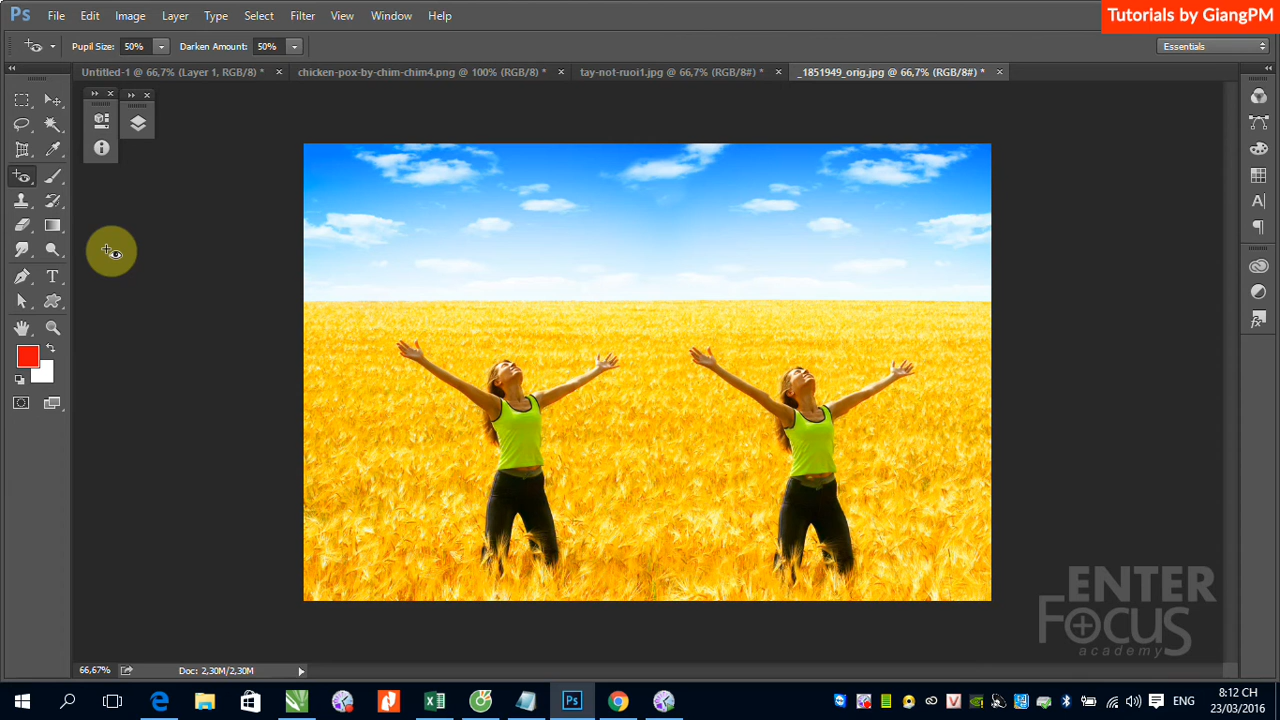 Ps File Edit Image Layer Type Select Filter 3D View Window Help
Tutorials by GiangPM
Pupil Size: 50% Darken Amount: 50%
Essentials
Untitled-1 @ 66,7% (Layer 1, RGB/8) *
chicken-pox-by-chim-chim4.png @ 100% (RGB/8) *
tay-not-ruoi1.jpg @ 66,7% (RGB/8#) *
_1851949_orig.jpg @ 66,7% (RGB/8#) *
ENTER
FOCUS
academy
66,67% Doc: 2,30M/2,30M
ENG
8:12 CH
23/03/2016